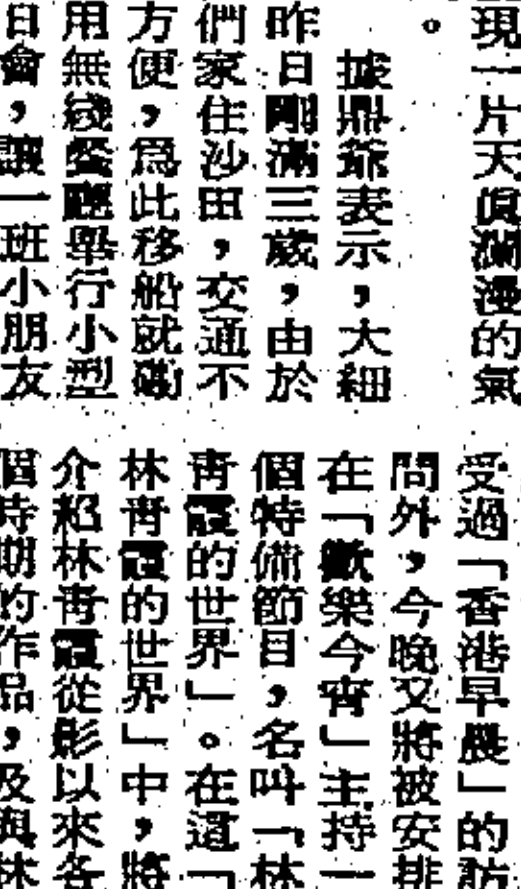 現一片天真瀾漫的氣
。
據鼎爺表示，大細
昨日剛滿三歲，由於
們家住沙田，交通不
方便，爲此移船就磡
用無綫餐廳舉行小型
日會，讓一班小朋友
受過「香港早晨」的訪
問外，今晚又將被安排
在「歡樂今宵」主持一
個特備節目，名叫「林
青霞的世界」。在這「
林青霞的世界」中，將
介紹林青霞從影以來各
個時期的作品，及與林